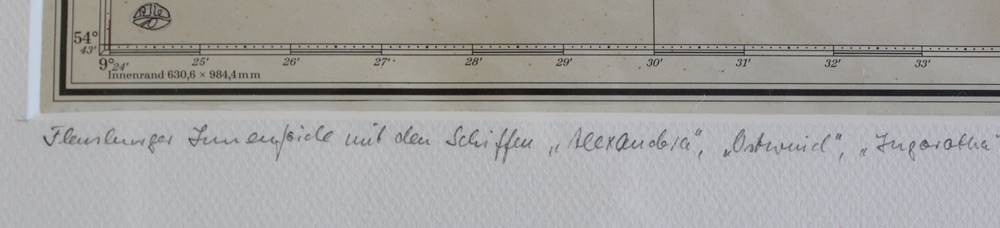 54°
43'
9°24' 25' 26' 27' 28' 29' 30' 31' 32' 33'
Innenrand 630,6 × 984,4 mm
Flensburger Innenförde mit den Schiffen „Alexandra", „Ostwind", „Ingorotha"